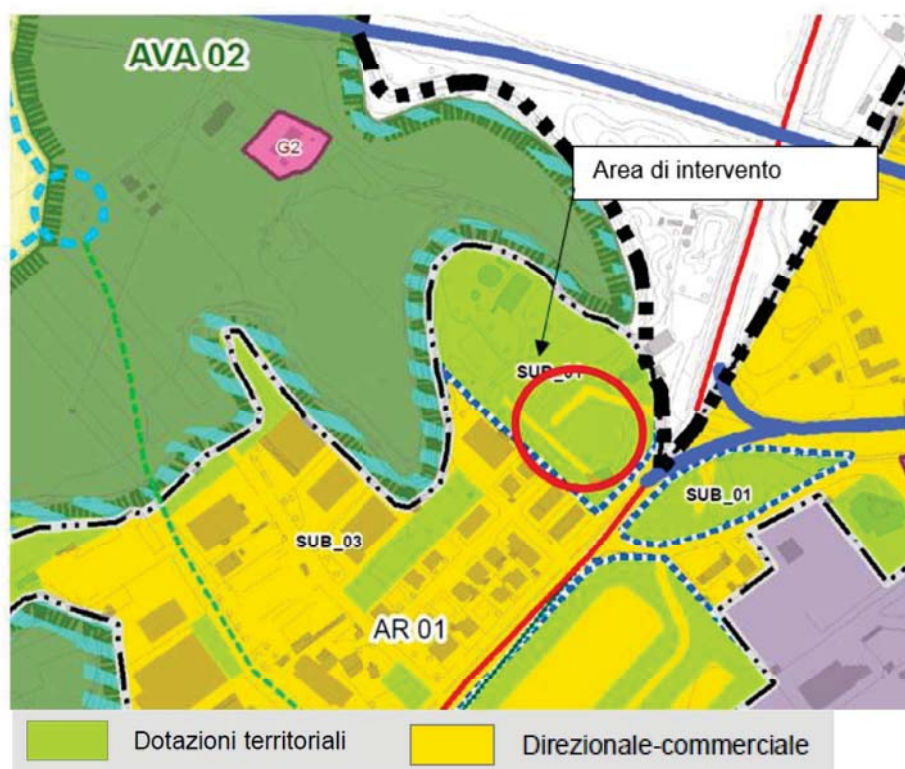 AVA 02
G2
Area di intervento
SUB_01
SUB_01
SUB_03
AR 01
Dotazioni territoriali
Direzionale-commerciale